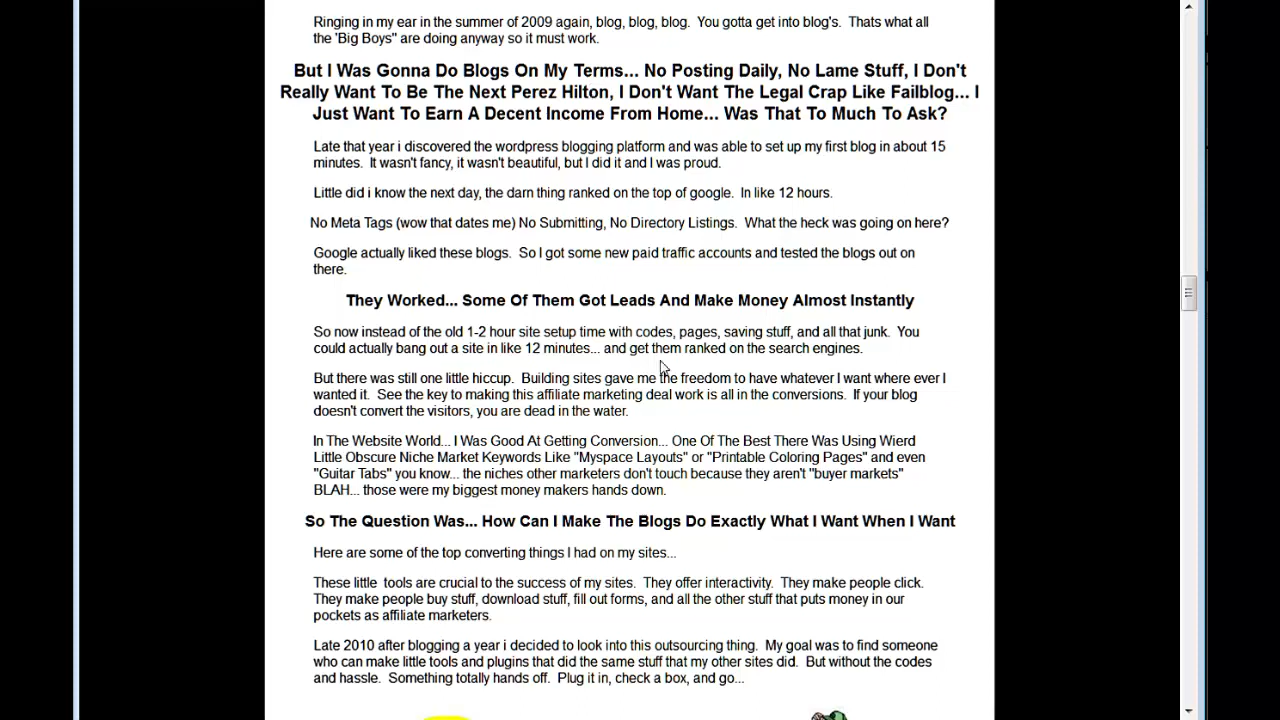 Ringing in my ear in the summer of 2009 again, blog, blog, blog.  You gotta get into blog's.  Thats what all
the 'Big Boys" are doing anyway so it must work.
But I Was Gonna Do Blogs On My Terms... No Posting Daily, No Lame Stuff, I Don't
Really Want To Be The Next Perez Hilton, I Don't Want The Legal Crap Like Failblog... I
Just Want To Earn A Decent Income From Home... Was That To Much To Ask?
Late that year i discovered the wordpress blogging platform and was able to set up my first blog in about 15
minutes.  It wasn't fancy, it wasn't beautiful, but I did it and I was proud.
Little did i know the next day, the darn thing ranked on the top of google.  In like 12 hours.
No Meta Tags (wow that dates me) No Submitting, No Directory Listings.  What the heck was going on here?
Google actually liked these blogs.  So I got some new paid traffic accounts and tested the blogs out on
there.
They Worked... Some Of Them Got Leads And Make Money Almost Instantly
So now instead of the old 1-2 hour site setup time with codes, pages, saving stuff, and all that junk.  You
could actually bang out a site in like 12 minutes... and get them ranked on the search engines.
But there was still one little hiccup.  Building sites gave me the freedom to have whatever I want where ever I
wanted it.  See the key to making this affiliate marketing deal work is all in the conversions.  If your blog
doesn't convert the visitors, you are dead in the water.
In The Website World... I Was Good At Getting Conversion... One Of The Best There Was Using Wierd
Little Obscure Niche Market Keywords Like "Myspace Layouts" or "Printable Coloring Pages" and even
"Guitar Tabs" you know... the niches other marketers don't touch because they aren't "buyer markets"
BLAH... those were my biggest money makers hands down.
So The Question Was... How Can I Make The Blogs Do Exactly What I Want When I Want
Here are some of the top converting things I had on my sites...
These little  tools are crucial to the success of my sites.  They offer interactivity.  They make people click.
They make people buy stuff, download stuff, fill out forms, and all the other stuff that puts money in our
pockets as affiliate marketers.
Late 2010 after blogging a year i decided to look into this outsourcing thing.  My goal was to find someone
who can make little tools and plugins that did the same stuff that my other sites did.  But without the codes
and hassle.  Something totally hands off.  Plug it in, check a box, and go...